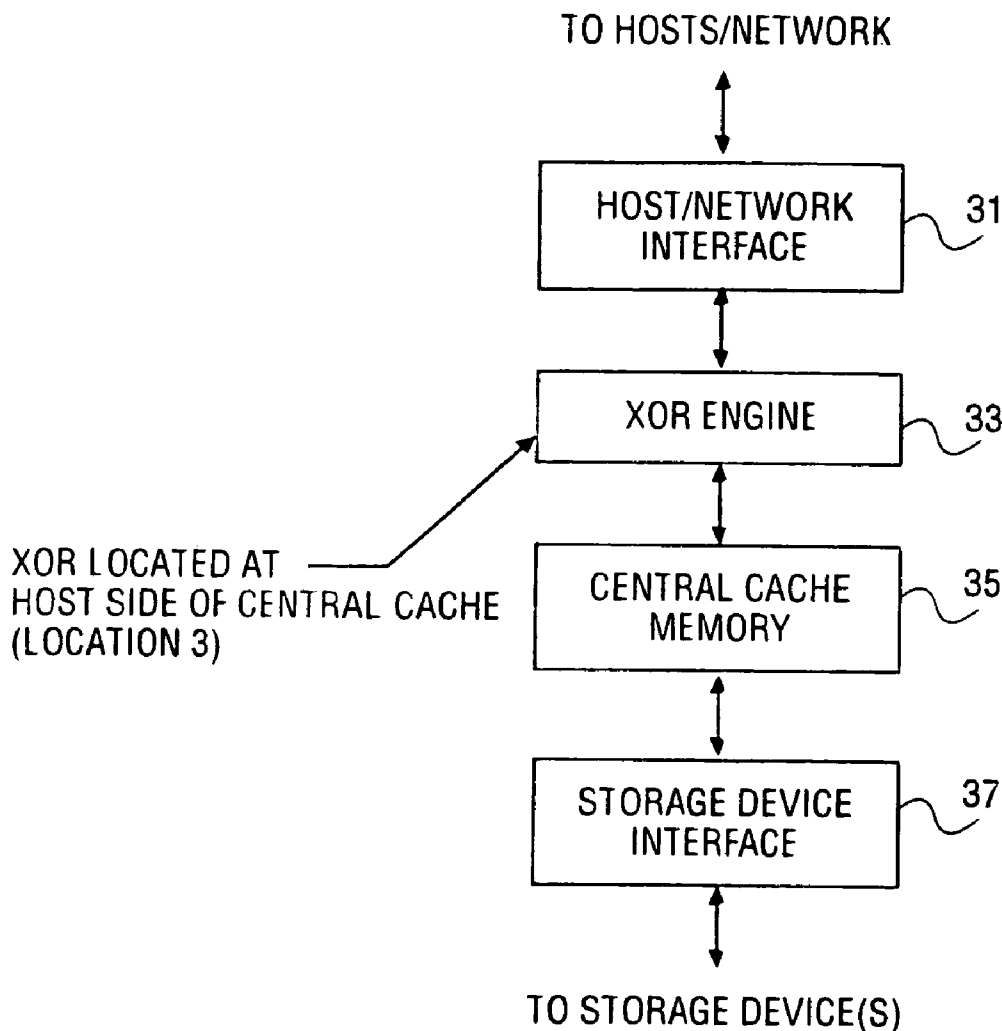 TO HOSTS/NETWORK
HOST/NETWORK
INTERFACE
31
XOR ENGINE
33
XOR LOCATED AT
HOST SIDE OF CENTRAL CACHE
(LOCATION 3)
CENTRAL CACHE
MEMORY
35
STORAGE DEVICE
INTERFACE
37
TO STORAGE DEVICE(S)